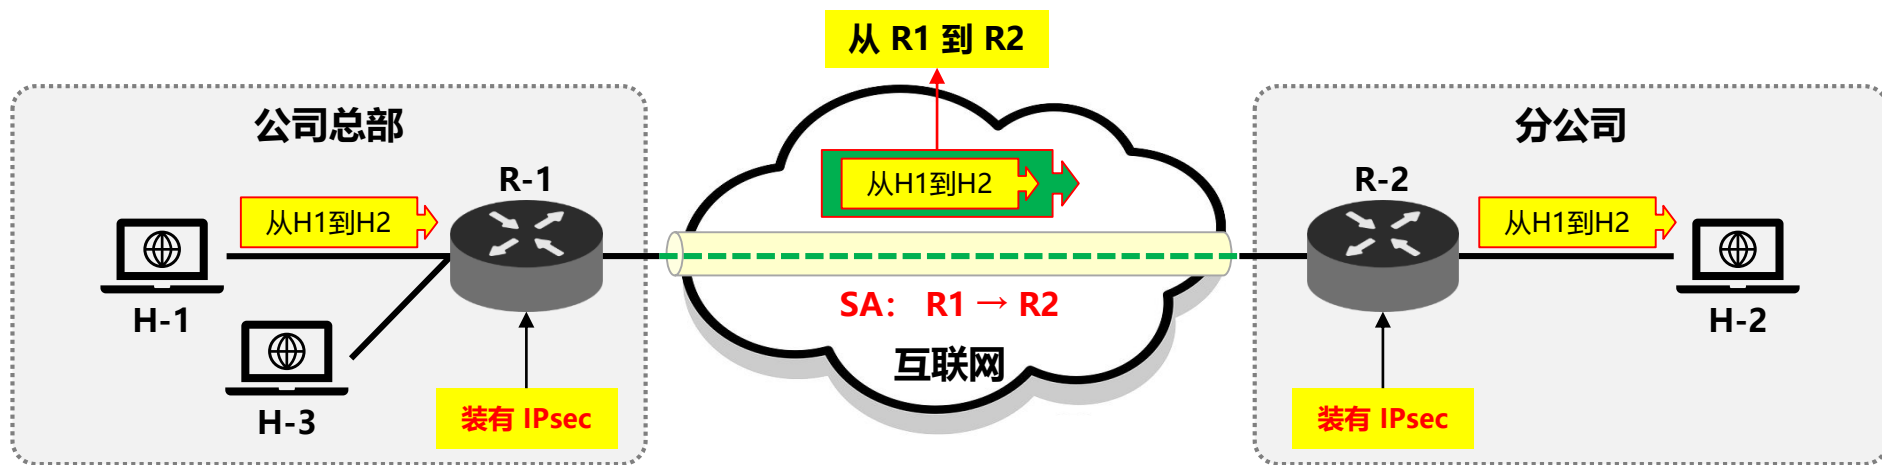 从 R1 到 R2
公司总部
分公司
R-1
从H1到H2
R-2
从H1到H2
从H1到H2
H-1
SA： R1 → R2
H-2
互联网
H-3
装有 IPsec
装有 IPsec